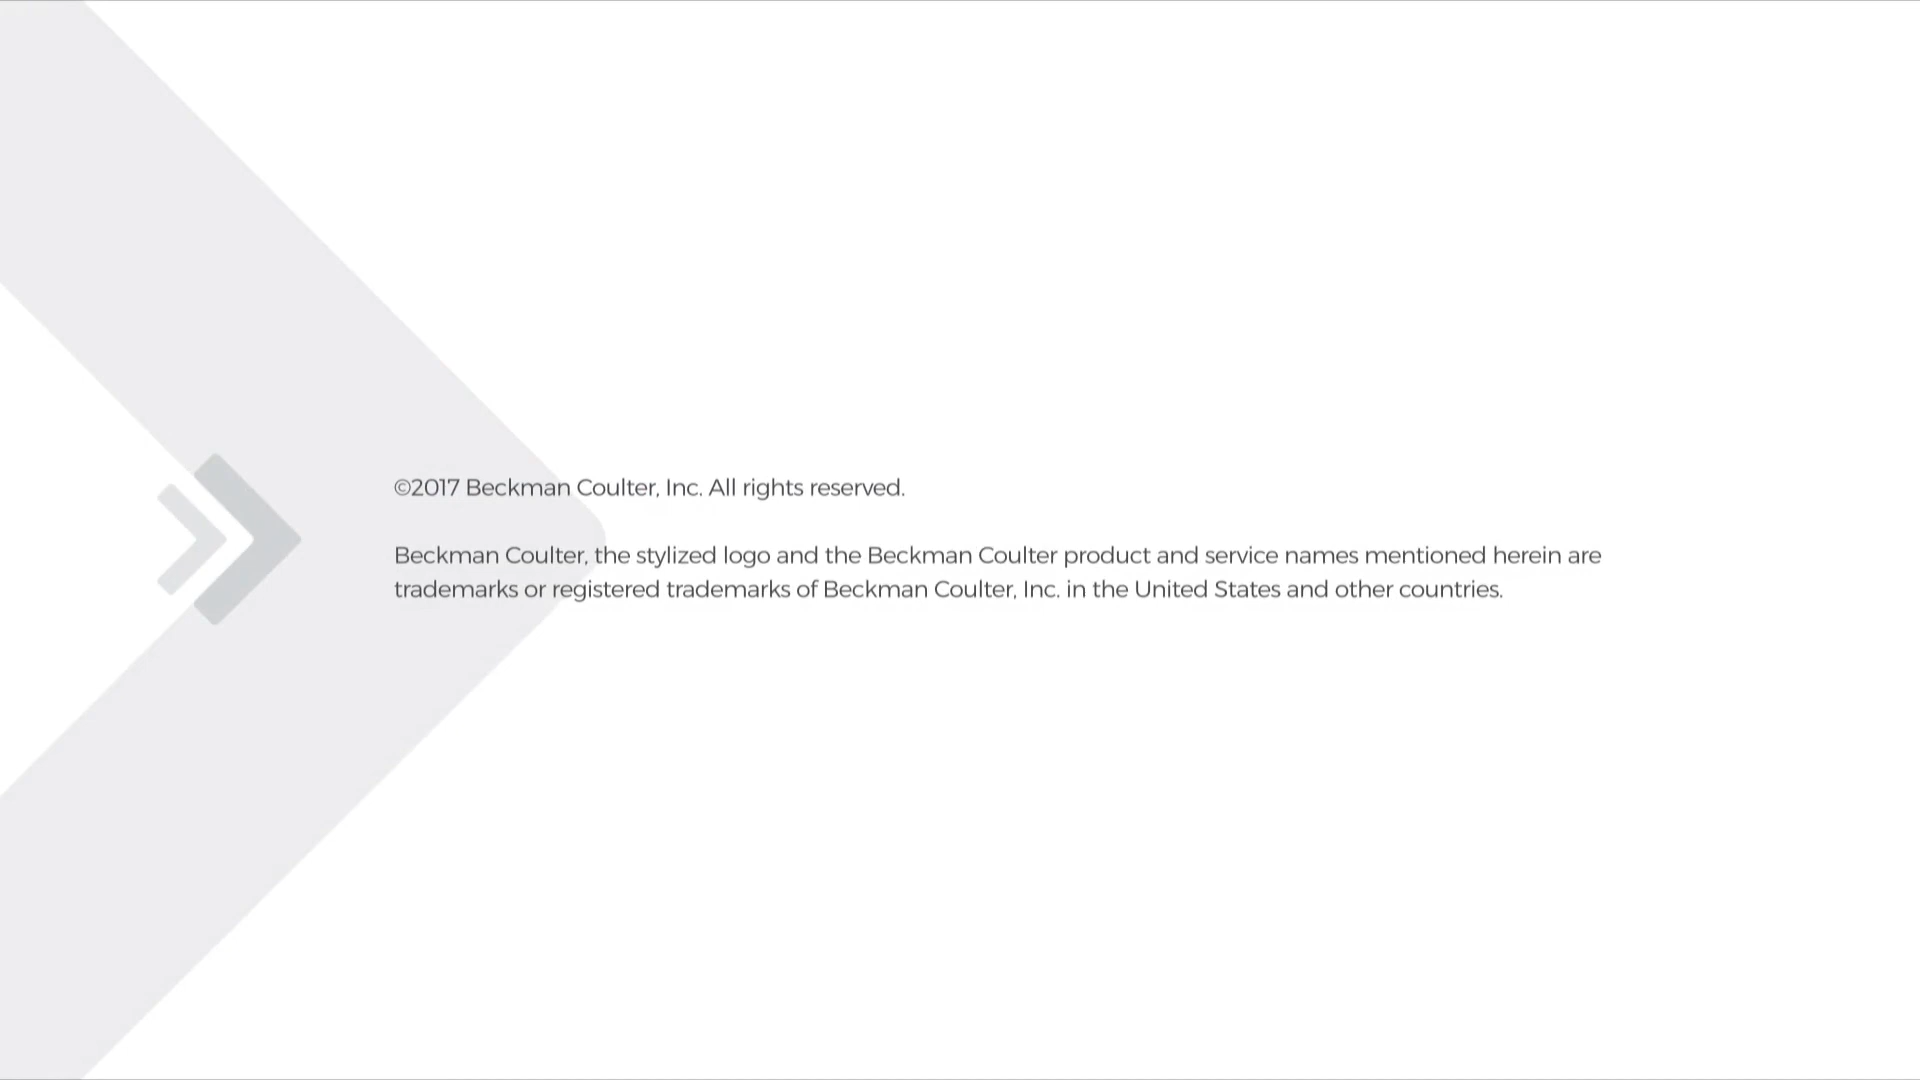 ©2017 Beckman Coulter, Inc. All rights reserved.
Beckman Coulter, the stylized logo and the Beckman Coulter product and service names mentioned herein are
trademarks or registered trademarks of Beckman Coulter, Inc. in the United States and other countries.